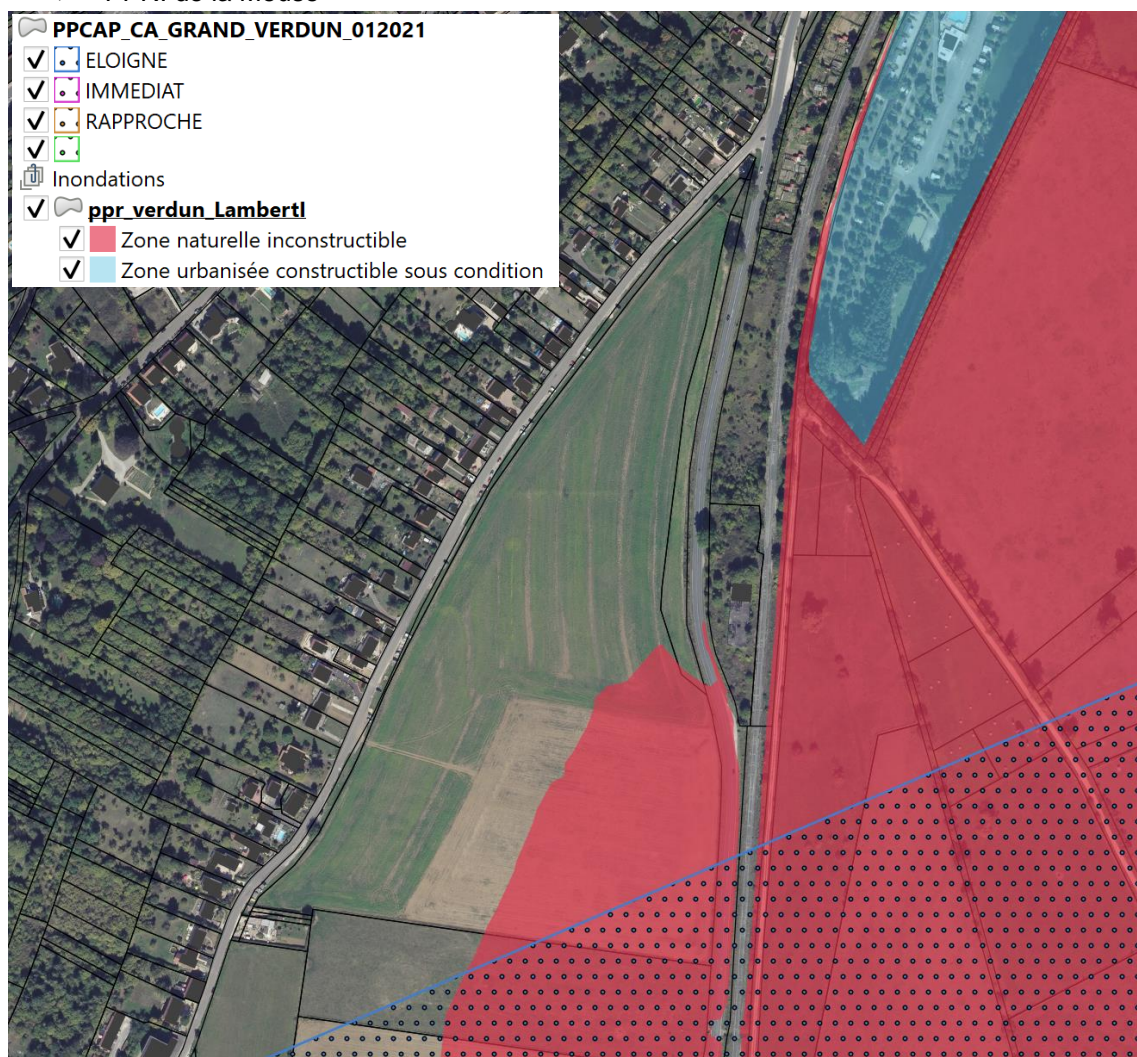 PPCAP_CA_GRAND_VERDUN_012021
ELOIGNE
IMMEDIAT
RAPPROCHE
Inondations
ppr_verdun_LambertI
Zone naturelle inconstructible
Zone urbanisée constructible sous condition